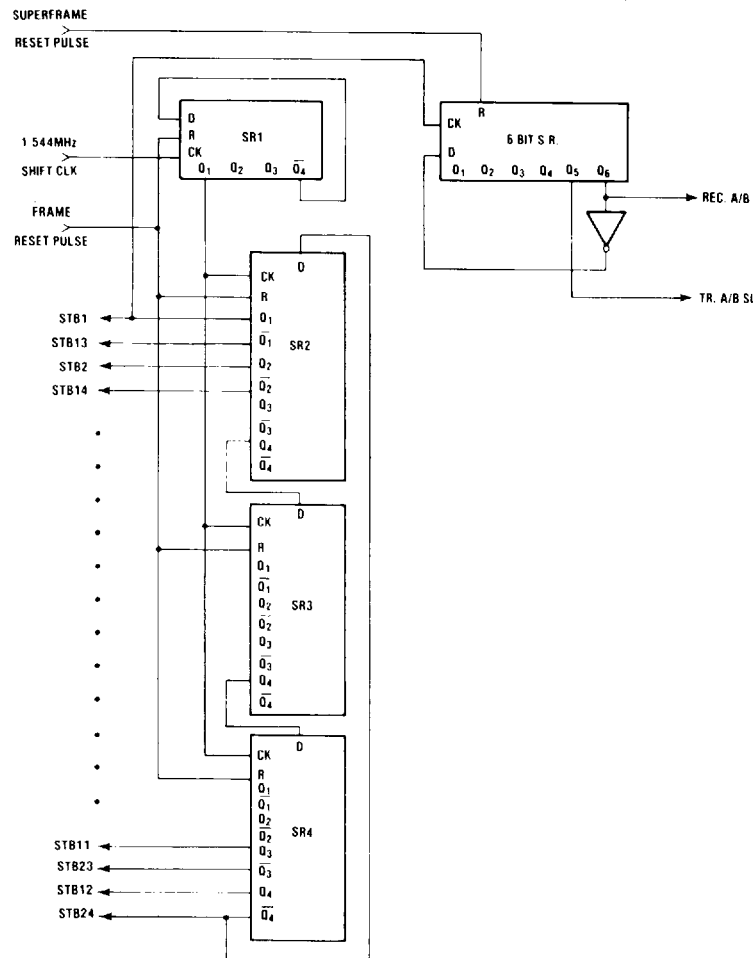 SUPERFRAME
RESET PULSE
D
R
CK
SR1
Q1 Q2 Q3 Q̅4
1 544MHz
SHIFT CLK
FRAME
RESET PULSE
R
CK
D
6 BIT S R.
Q1 Q2 Q3 Q4 Q5 Q6
REC. A/B
TR. A/B SI
D
CK
R
Q1
Q̅1
Q2
Q̅2
Q3
Q̅3
Q4
Q̅4
SR2
STB1
STB13
STB2
STB14
D
CK
R
Q1
Q̅1
Q2
Q̅2
Q3
Q̅3
Q4
Q̅4
SR3
D
CK
R
Q1
Q̅1
Q2
Q̅2
Q3
Q̅3
Q4
Q̅4
SR4
STB11
STB23
STB12
STB24